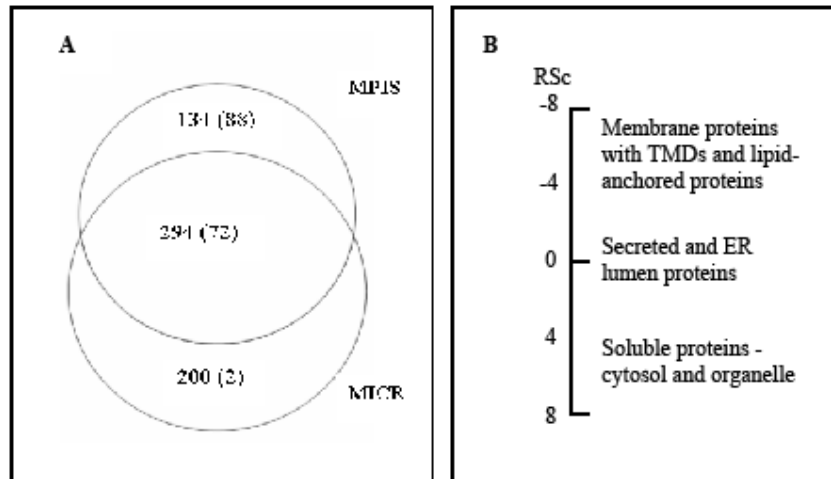 A
MPIS
134 (88)
294 (72)
200 (2)
MICR
B
RSc
-8
Membrane proteins
with TMDs and lipid-
-4
anchored proteins
Secreted and ER
0
lumen proteins
4
Soluble proteins -
cytosol and organelle
8